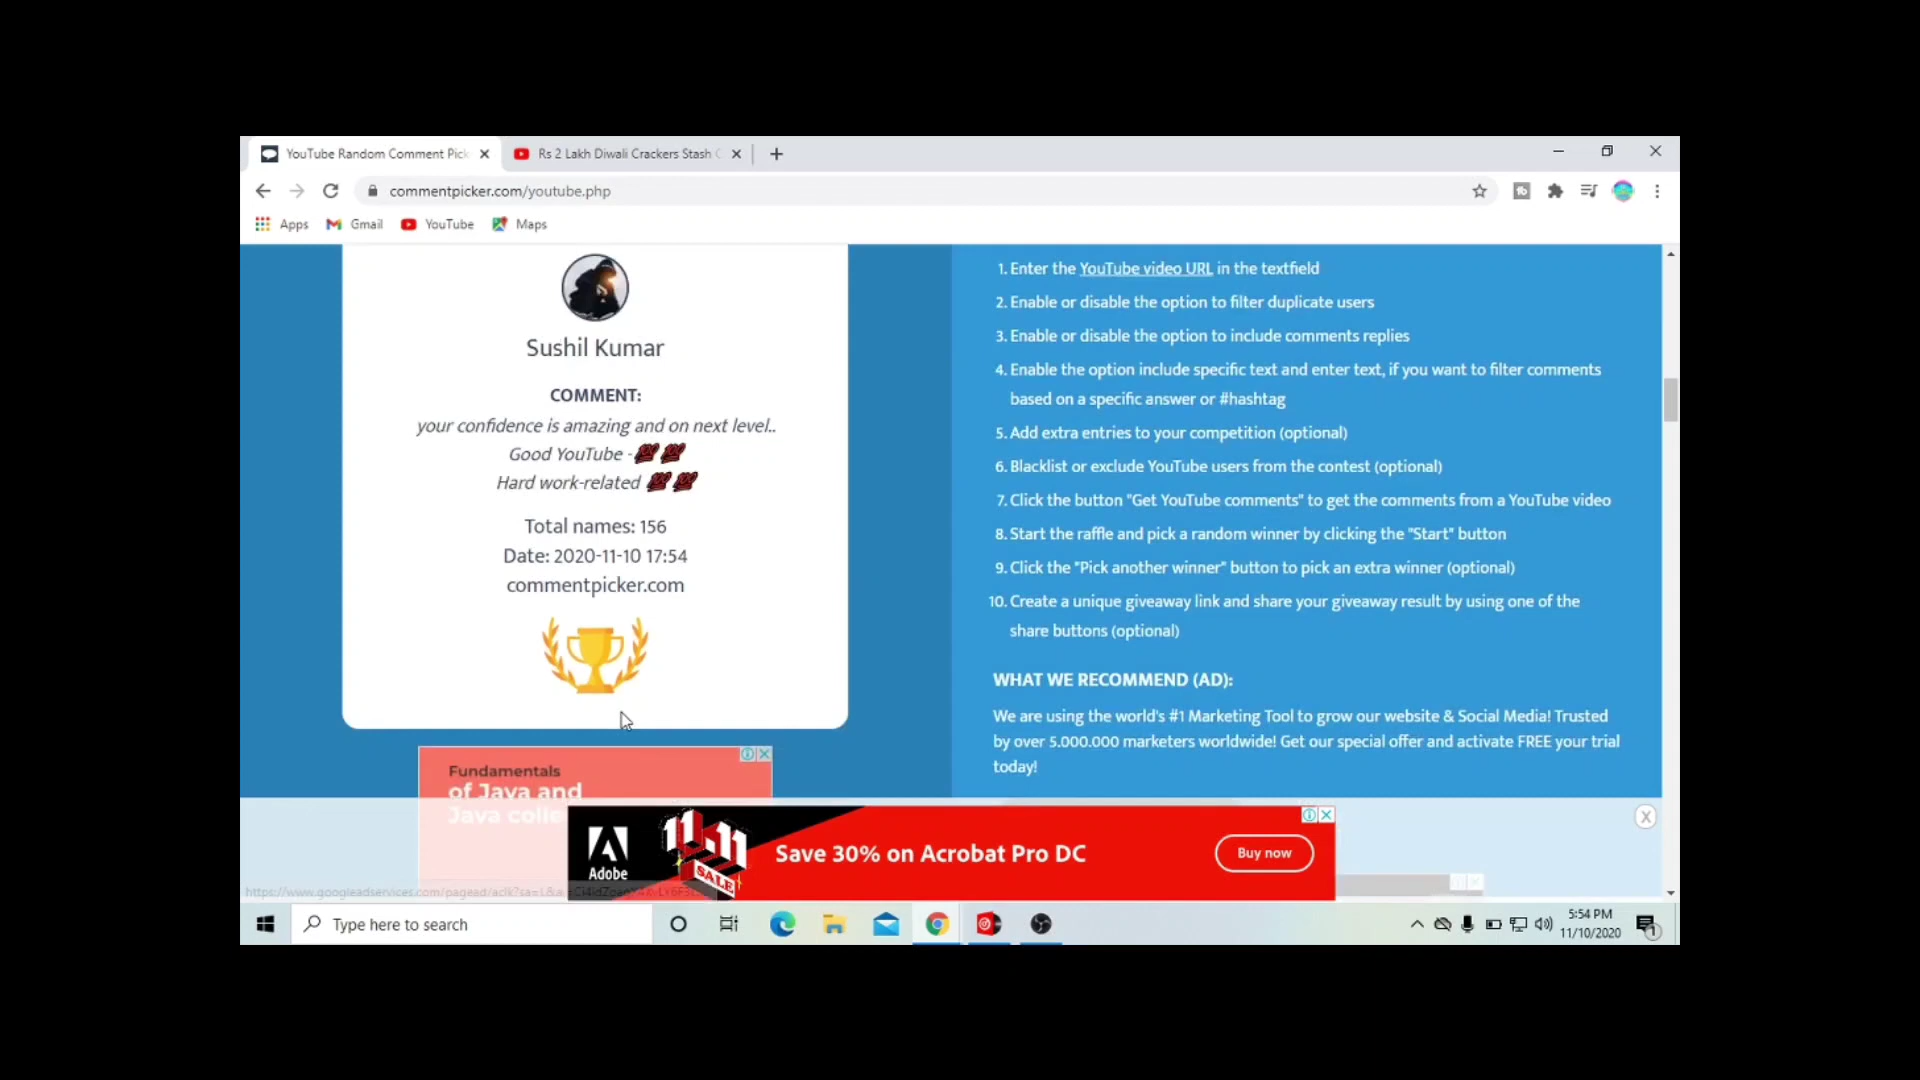 YouTube Random Comment Pick
Rs 2 Lakh Diwali Crackers Stash
commentpicker.com/youtube.php
Apps
Gmail
YouTube
Maps
Sushil Kumar
COMMENT:
your confidence is amazing and on next level..
Good YouTube -💯 💯
Hard work-related 💯 💯
Total names: 156
Date: 2020-11-10 17:54
commentpicker.com
1. Enter the YouTube video URL in the textfield
2. Enable or disable the option to filter duplicate users
3. Enable or disable the option to include comments replies
4. Enable the option include specific text and enter text, if you want to filter comments
based on a specific answer or #hashtag
5. Add extra entries to your competition (optional)
6. Blacklist or exclude YouTube users from the contest (optional)
7. Click the button "Get YouTube comments" to get the comments from a YouTube video
8. Start the raffle and pick a random winner by clicking the "Start" button
9. Click the "Pick another winner" button to pick an extra winner (optional)
10. Create a unique giveaway link and share your giveaway result by using one of the
share buttons (optional)
WHAT WE RECOMMEND (AD):
We are using the world's #1 Marketing Tool to grow our website & Social Media! Trusted
by over 5.000.000 marketers worldwide! Get our special offer and activate FREE your trial
today!
Fundamentals
of Java and
Java colle
Adobe
11.11
SALE
Save 30% on Acrobat Pro DC
Buy now
X
Type here to search
5:54 PM
11/10/2020
1